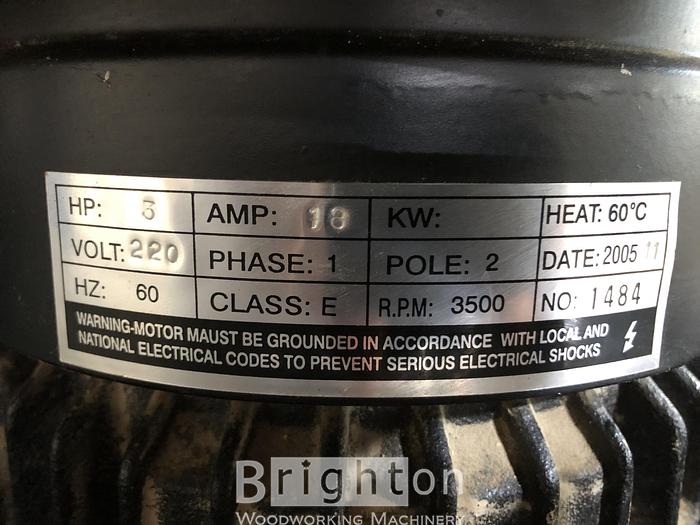 HP: 3 AMP: 18 KW: HEAT: 60°C
VOLT: 220 PHASE: 1 POLE: 2 DATE: 2005 11
HZ: 60 CLASS: E R.P.M: 3500 NO: 1484
WARNING-MOTOR MAUST BE GROUNDED IN ACCORDANCE WITH LOCAL AND
NATIONAL ELECTRICAL CODES TO PREVENT SERIOUS ELECTRICAL SHOCKS
Brighton
WOODWORKING MACHINERY